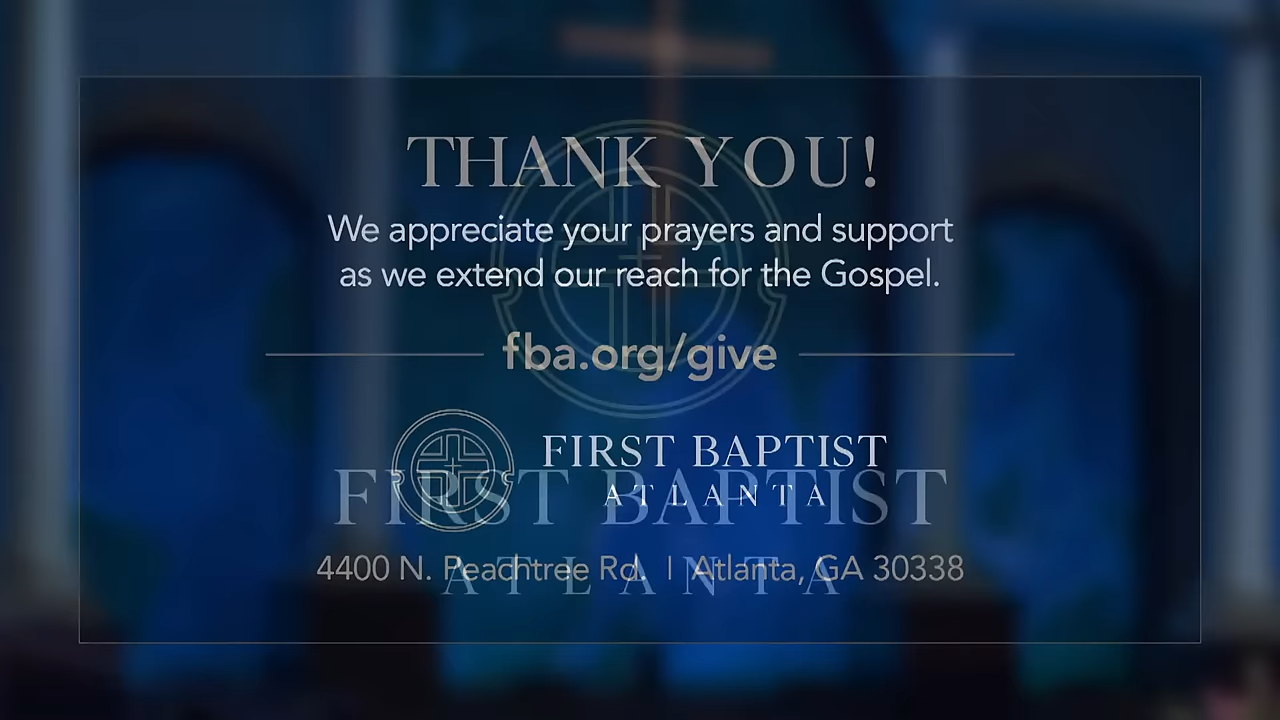 THANK YOU!
We appreciate your prayers and support
as we extend our reach for the Gospel.
fba.org/give
FIRST BAPTIST
ATLANTA
FIRST BAPTIST
4400 N. Peachtree Rd. | Atlanta, GA 30338
ATLANTA